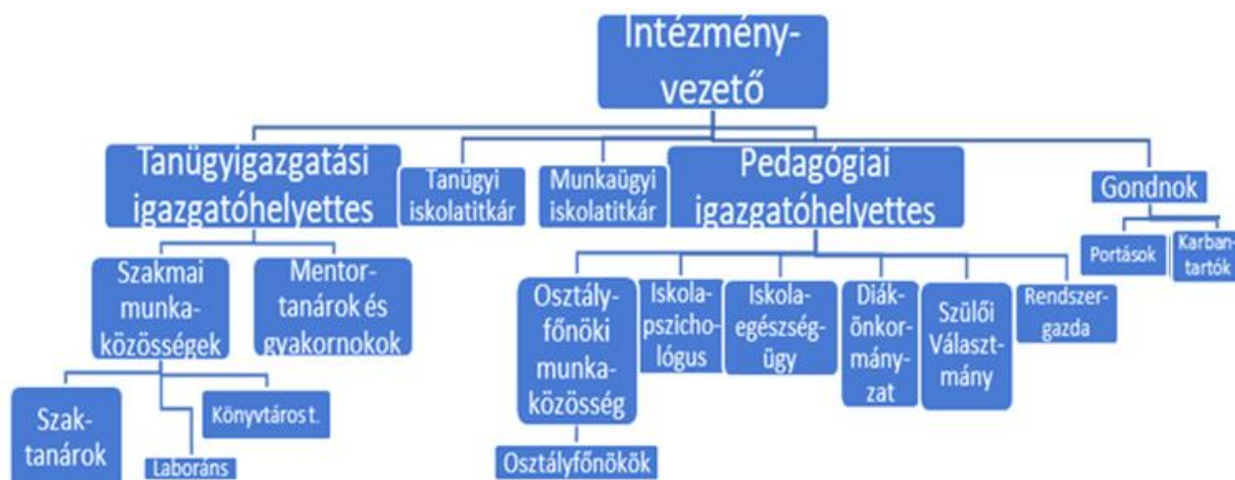 Intézmény-
vezető
Tanügyigazgatási
igazgatóhelyettes
Tanügyi
iskolatitkár
Munkaügyi
iskolatitkár
Pedagógiai
igazgatóhelyettes
Gondnok
Portások
Karban-
tartók
Szakmai
munka-
közösségek
Mentor-
tanárok és
gyakornokok
Osztály-
főnöki
munka-
közösség
Iskola-
pszicho-
lógus
Iskola-
egészség-
ügy
Diák-
önkor-
mány-
zat
Szülői
Választ-
mány
Rendszer-
gazda
Szak-
tanárok
Laboráns
Könyvtáros t.
Osztályfőnökök